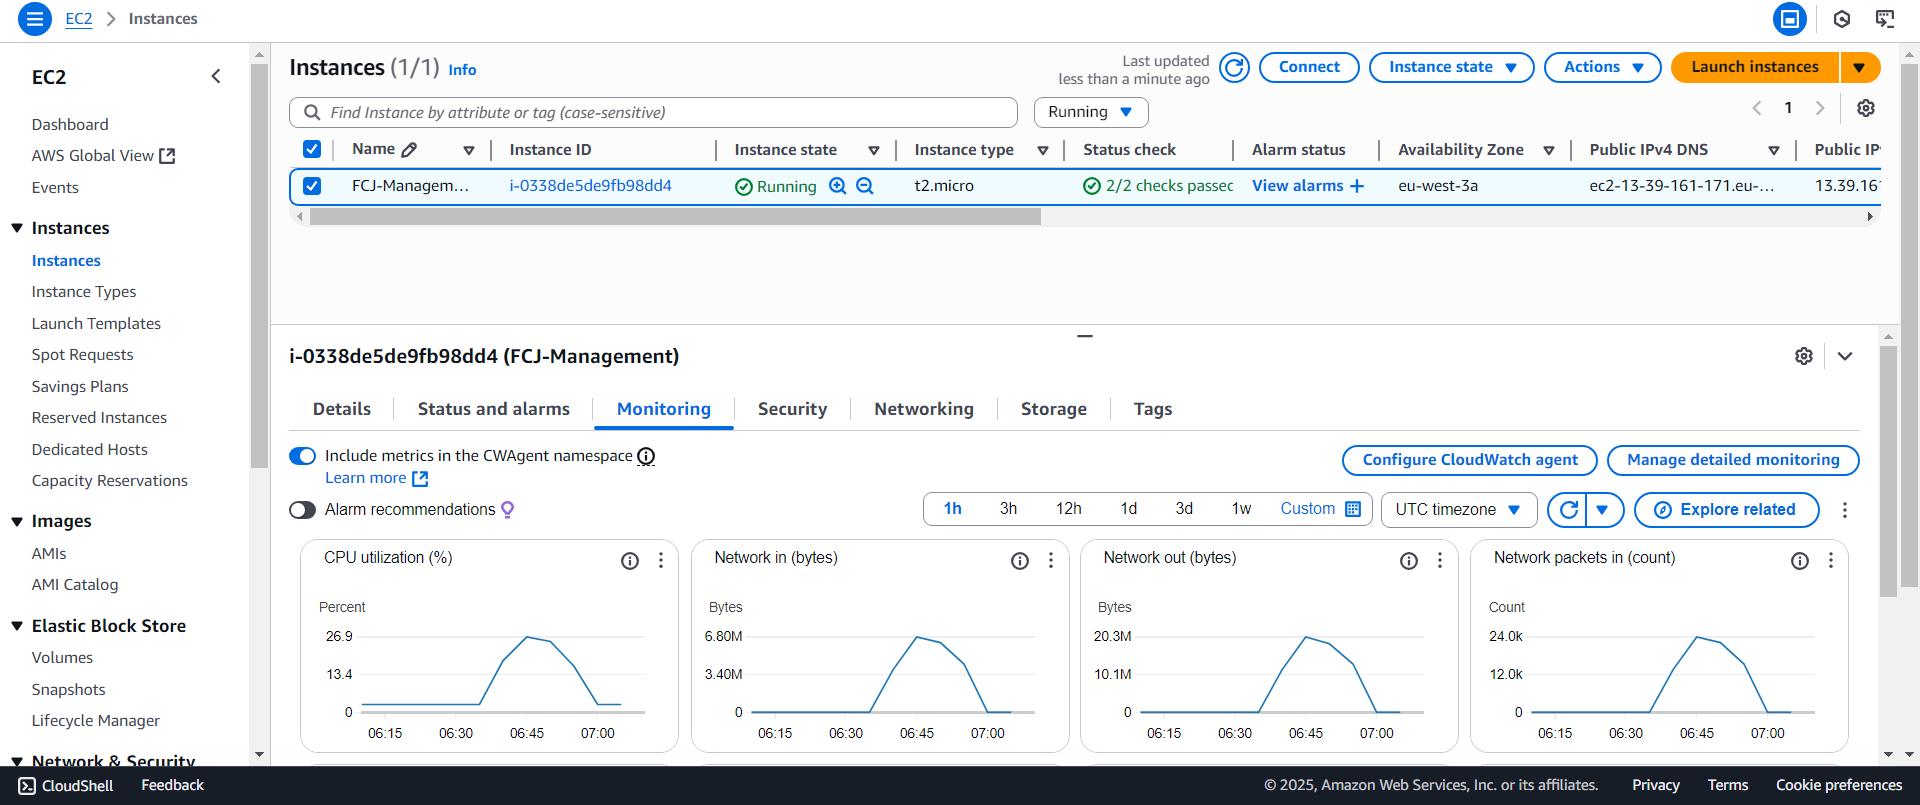 EC2 Instances
EC2
Dashboard
AWS Global View
Events
Instances
Instances
Instance Types
Launch Templates
Spot Requests
Savings Plans
Reserved Instances
Dedicated Hosts
Capacity Reservations
Images
AMIs
AMI Catalog
Elastic Block Store
Volumes
Snapshots
Lifecycle Manager
Network & Security
Instances (1/1) Info
Last updated
less than a minute ago
Connect
Instance state
Actions
Launch instances
Find Instance by attribute or tag (case-sensitive)
Running
1
Name Instance ID Instance state Instance type Status check Alarm status Availability Zone Public IPv4 DNS Public IP
FCJ-Managem... i-0338de5de9fb98dd4 Running t2.micro 2/2 checks passec View alarms + eu-west-3a ec2-13-39-161-171.eu-... 13.39.16
i-0338de5de9fb98dd4 (FCJ-Management)
Details Status and alarms Monitoring Security Networking Storage Tags
Include metrics in the CWAgent namespace
Learn more
Configure CloudWatch agent
Manage detailed monitoring
Alarm recommendations
1h 3h 12h 1d 3d 1w Custom
UTC timezone
Explore related
CPU utilization (%)
Percent
26.9
13.4
0
06:15 06:30 06:45 07:00
Network in (bytes)
Bytes
6.80M
3.40M
0
06:15 06:30 06:45 07:00
Network out (bytes)
Bytes
20.3M
10.1M
0
06:15 06:30 06:45 07:00
Network packets in (count)
Count
24.0k
12.0k
0
06:15 06:30 06:45 07:00
CloudShell Feedback © 2025, Amazon Web Services, Inc. or its affiliates. Privacy Terms Cookie preferences